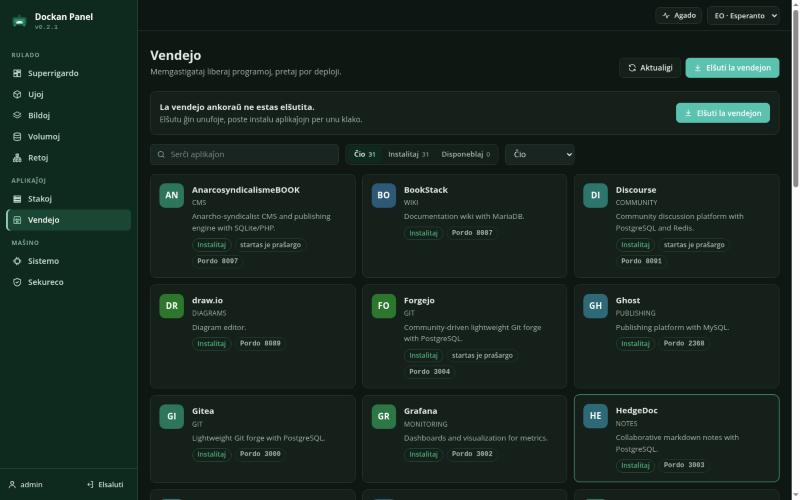 Dockan Panel
v0.2.1
RULADO
Superrigardo
Ujoj
Bildoj
Volumoj
Retoj
APLIKAĴOJ
Stakoj
Vendejo
MAŜINO
Sistemo
Sekureco
admin
Elsaluti
Agado
EO · Esperanto
Vendejo
Memgastigataj liberaj programoj, pretaj por deploji.
Aktualigi
Elŝuti la vendejon
La vendejo ankoraŭ ne estas elŝutita.
Elŝutu ĝin unufoje, poste instalu aplikaĵojn per unu klako.
Elŝuti la vendejon
Serĉi aplikaĵon
Ĉio 31
Instalitaj 31
Disponeblaj 0
Ĉio
AN
AnarcosyndicalismeBOOK
CMS
Anarcho-syndicalist CMS and publishing
engine with SQLite/PHP.
Instalitaj
startas je praŝargo
Pordo 8097
BO
BookStack
WIKI
Documentation wiki with MariaDB.
Instalitaj
Pordo 8087
DI
Discourse
COMMUNITY
Community discussion platform with
PostgreSQL and Redis.
Instalitaj
startas je praŝargo
Pordo 8091
DR
draw.io
DIAGRAMS
Diagram editor.
Instalitaj
Pordo 8089
FO
Forgejo
GIT
Community-driven lightweight Git forge
with PostgreSQL.
Instalitaj
startas je praŝargo
Pordo 3004
GH
Ghost
PUBLISHING
Publishing platform with MySQL.
Instalitaj
Pordo 2368
GI
Gitea
GIT
Lightweight Git forge with PostgreSQL.
Instalitaj
Pordo 3000
GR
Grafana
MONITORING
Dashboards and visualization for metrics.
Instalitaj
Pordo 3002
HE
HedgeDoc
NOTES
Collaborative markdown notes with
PostgreSQL.
Instalitaj
Pordo 3003